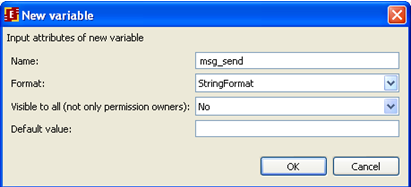 New variable
Input attributes of new variable
Name: msg_send
Format: StringFormat
Visible to all (not only permission owners): No
Default value:
OK Cancel